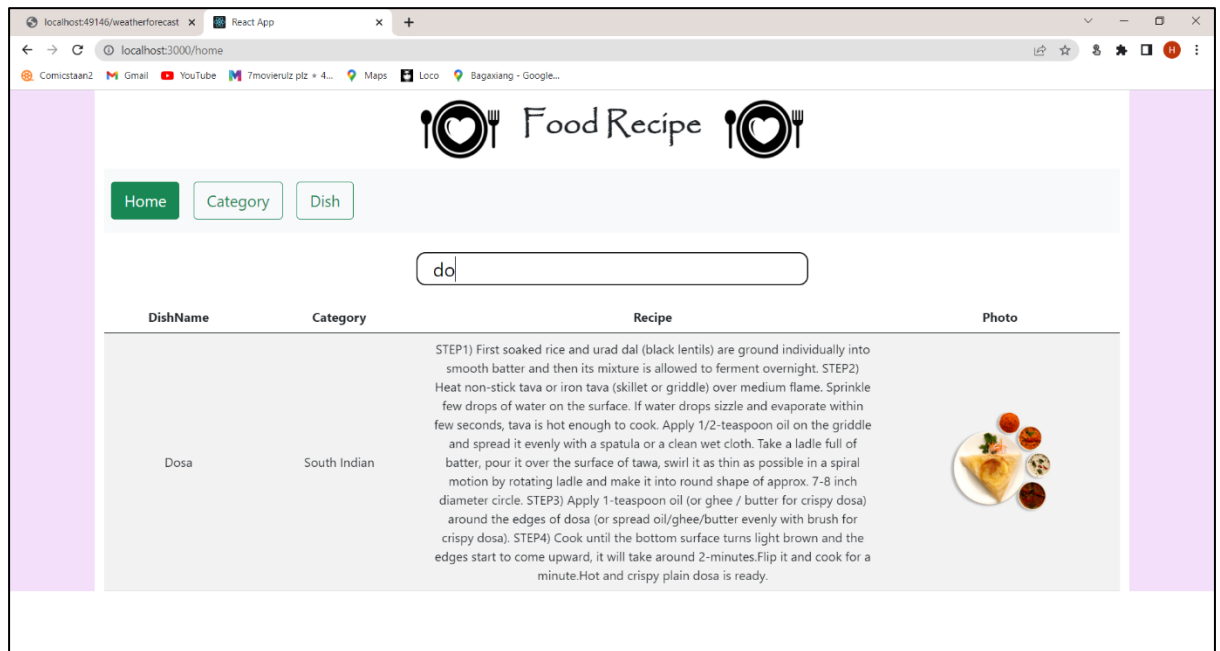 localhost:49146/weatherforecast
React App
localhost:3000/home
H
Comicstaan2 Gmail YouTube 7movierulz plz + 4... Maps Loco Bagaxiang - Google...
Food Recipe
Home Category Dish
do
DishName Category Recipe Photo
STEP1) First soaked rice and urad dal (black lentils) are ground individually into
smooth batter and then its mixture is allowed to ferment overnight. STEP2)
Heat non-stick tava or iron tava (skillet or griddle) over medium flame. Sprinkle
few drops of water on the surface. If water drops sizzle and evaporate within
few seconds, tava is hot enough to cook. Apply 1/2-teaspoon oil on the griddle
and spread it evenly with a spatula or a clean wet cloth. Take a ladle full of
Dosa South Indian batter, pour it over the surface of tawa, swirl it as thin as possible in a spiral
motion by rotating ladle and make it into round shape of approx. 7-8 inch
diameter circle. STEP3) Apply 1-teaspoon oil (or ghee / butter for crispy dosa)
around the edges of dosa (or spread oil/ghee/butter evenly with brush for
crispy dosa). STEP4) Cook until the bottom surface turns light brown and the
edges start to come upward, it will take around 2-minutes.Flip it and cook for a
minute.Hot and crispy plain dosa is ready.